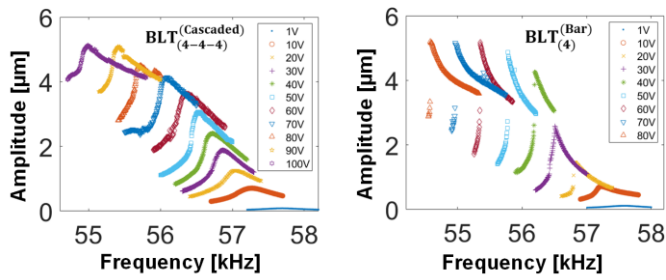 BLT(Cascaded)(4−4−4)
1V
10V
20V
30V
40V
50V
60V
70V
80V
90V
100V
Amplitude [μm]
6
4
2
0
55
56
57
58
Frequency [kHz]
BLT(Bar)(4)
1V
10V
20V
30V
40V
50V
60V
70V
80V
Amplitude [μm]
6
4
2
0
55
56
57
58
Frequency [kHz]